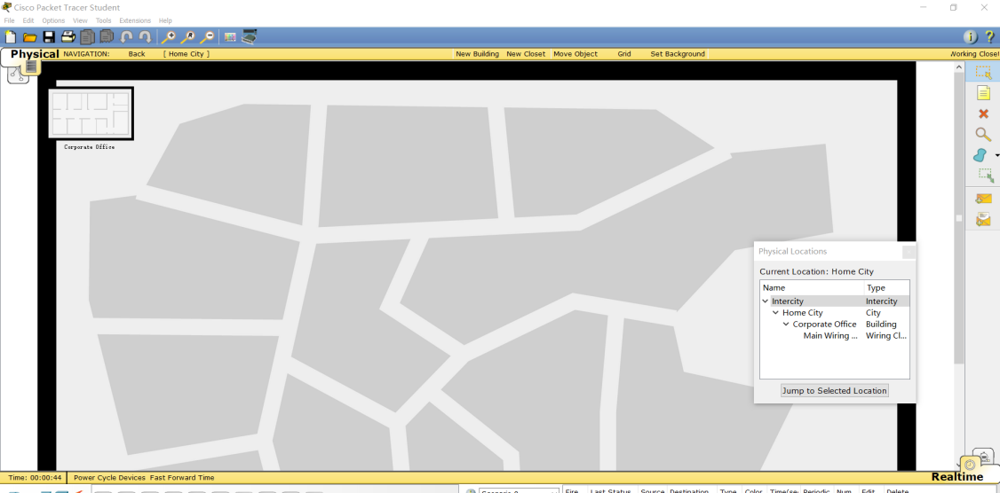 Cisco Packet Tracer Student
File Edit Options View Tools Extensions Help
Physical NAVIGATION: Back [ Home City ] New Building New Closet Move Object Grid Set Background Working Closet
Corporate Office
Physical Locations
Current Location: Home City
Name Type
Intercity Intercity
Home City City
Corporate Office Building
Main Wiring ... Wiring Cl...
Jump to Selected Location
Time: 00:00:44 Power Cycle Devices Fast Forward Time Realtime
Scenario 0 Fire Last Status Source Destination Type Color Time(sec Periodic Num Edit Delete